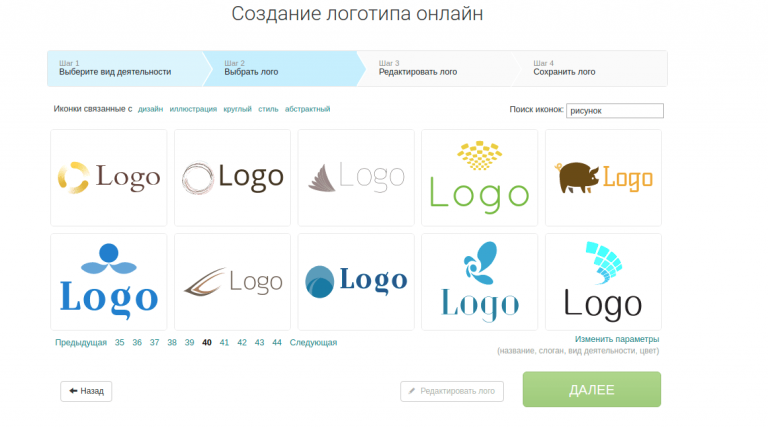 Создание логотипа онлайн
Шаг 1 Шаг 2 Шаг 3 Шаг 4
Выберите вид деятельности Выбрать лого Редактировать лого Сохранить лого
Иконки связанные с дизайн иллюстрация круглый стиль абстрактный Поиск иконок: рисунок
Logo Logo Logo Logo Logo
Logo Logo Logo Logo Logo
Предыдущая 35 36 37 38 39 40 41 42 43 44 Следующая Изменить параметры
(название, слоган, вид деятельности, цвет)
Назад Редактировать лого ДАЛЕЕ